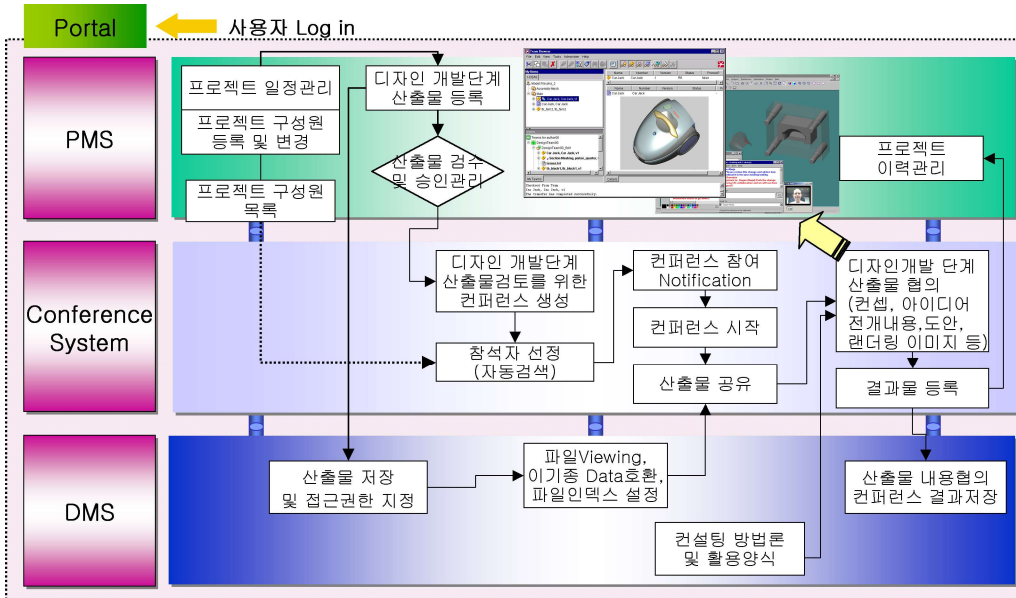 Portal
사용자 Log in
PMS
프로젝트 일정관리
프로젝트 구성원
등록 및 변경
프로젝트 구성원
목록
디자인 개발단계
산출물 등록
산출물 검수
및 승인관리
프로젝트
이력관리
Conference
System
디자인 개발단계
산출물검토를 위한
컨퍼런스 생성
참석자 선정
(자동검색)
컨퍼런스 참여
Notification
컨퍼런스 시작
산출물 공유
디자인개발 단계
산출물 협의
(컨셉, 아이디어
전개내용,도안,
랜더링 이미지 등)
결과물 등록
DMS
산출물 저장
및 접근권한 지정
파일Viewing,
이기종 Data호환,
파일인덱스 설정
컨설팅 방법론
및 활용양식
산출물 내용협의
컨퍼런스 결과저장